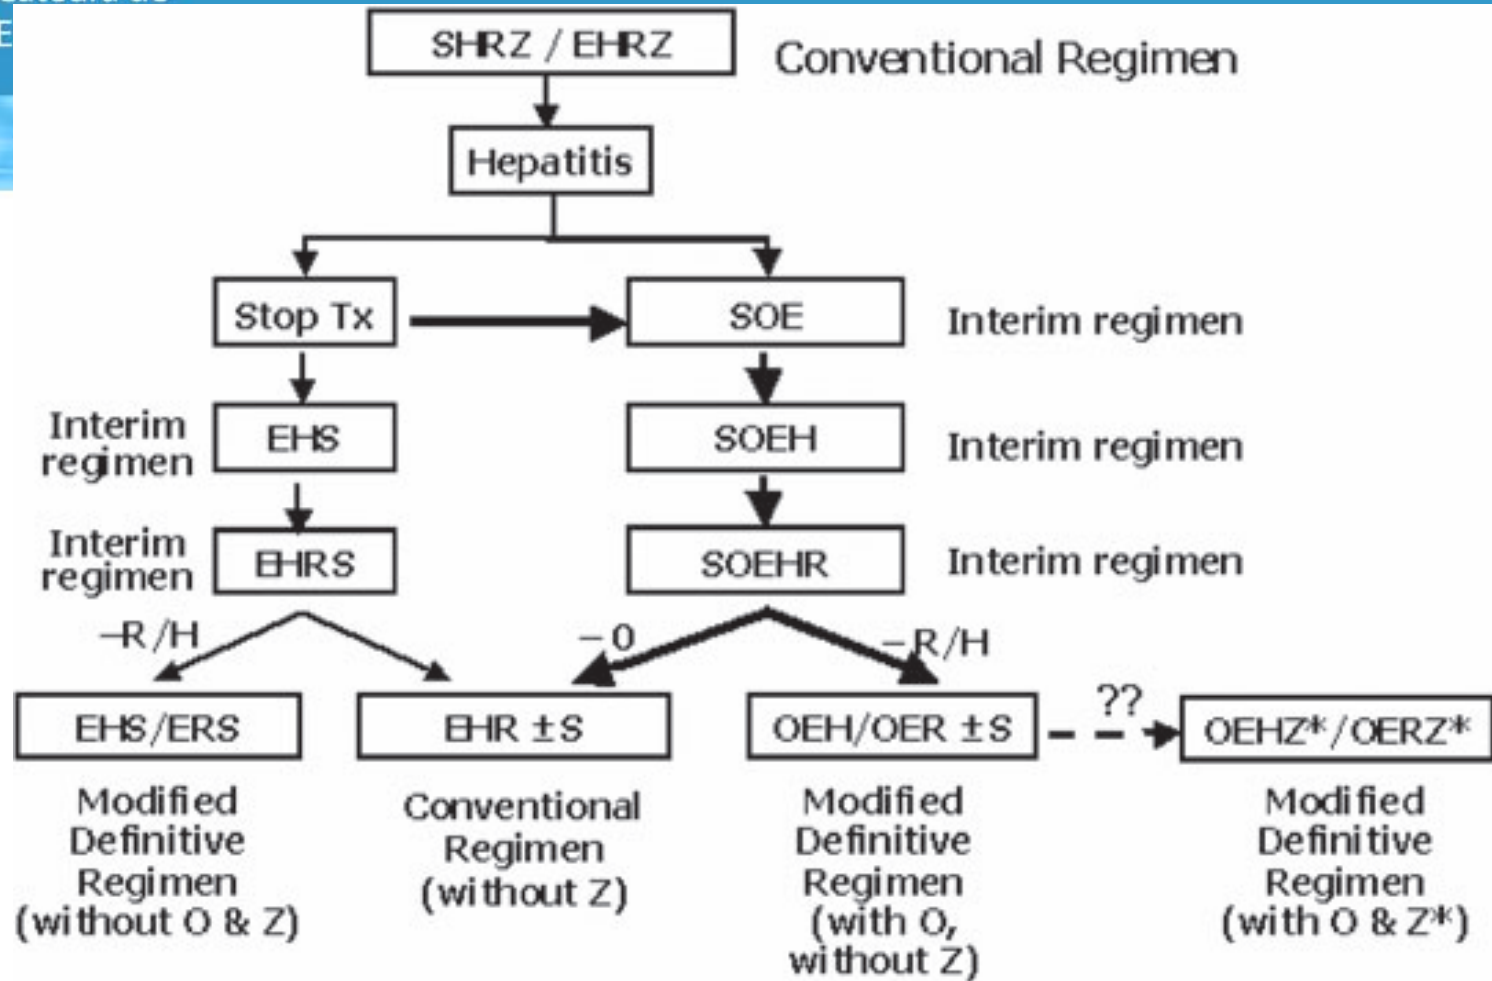 SHRZ / EHRZ
Conventional Regimen
Hepatitis
Stop Tx
SOE
Interim regimen
Interim
regimen
EHS
SOEH
Interim regimen
Interim
regimen
EHRS
SOEHR
Interim regimen
–R/H
–O
–R/H
EHS/ERS
EHR ±S
OEH/OER ±S
??
OEHZ*/OERZ*
Modified
Definitive
Regimen
(without O & Z)
Conventional
Regimen
(without Z)
Modified
Definitive
Regimen
(with O,
without Z)
Modified
Definitive
Regimen
(with O & Z*)